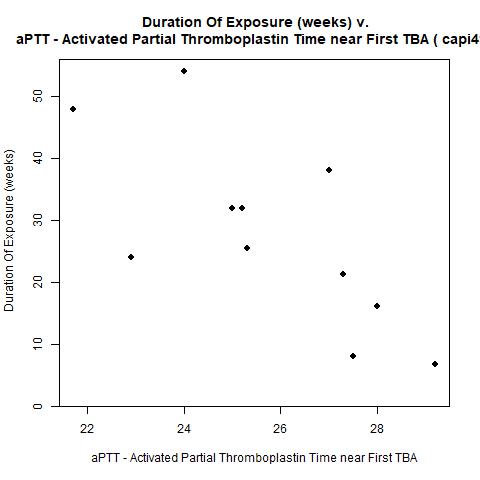 Duration Of Exposure (weeks) v.
aPTT - Activated Partial Thromboplastin Time near First TBA ( capi4
50
40
30
20
10
0
Duration Of Exposure (weeks)
22 24 26 28
aPTT - Activated Partial Thromboplastin Time near First TBA